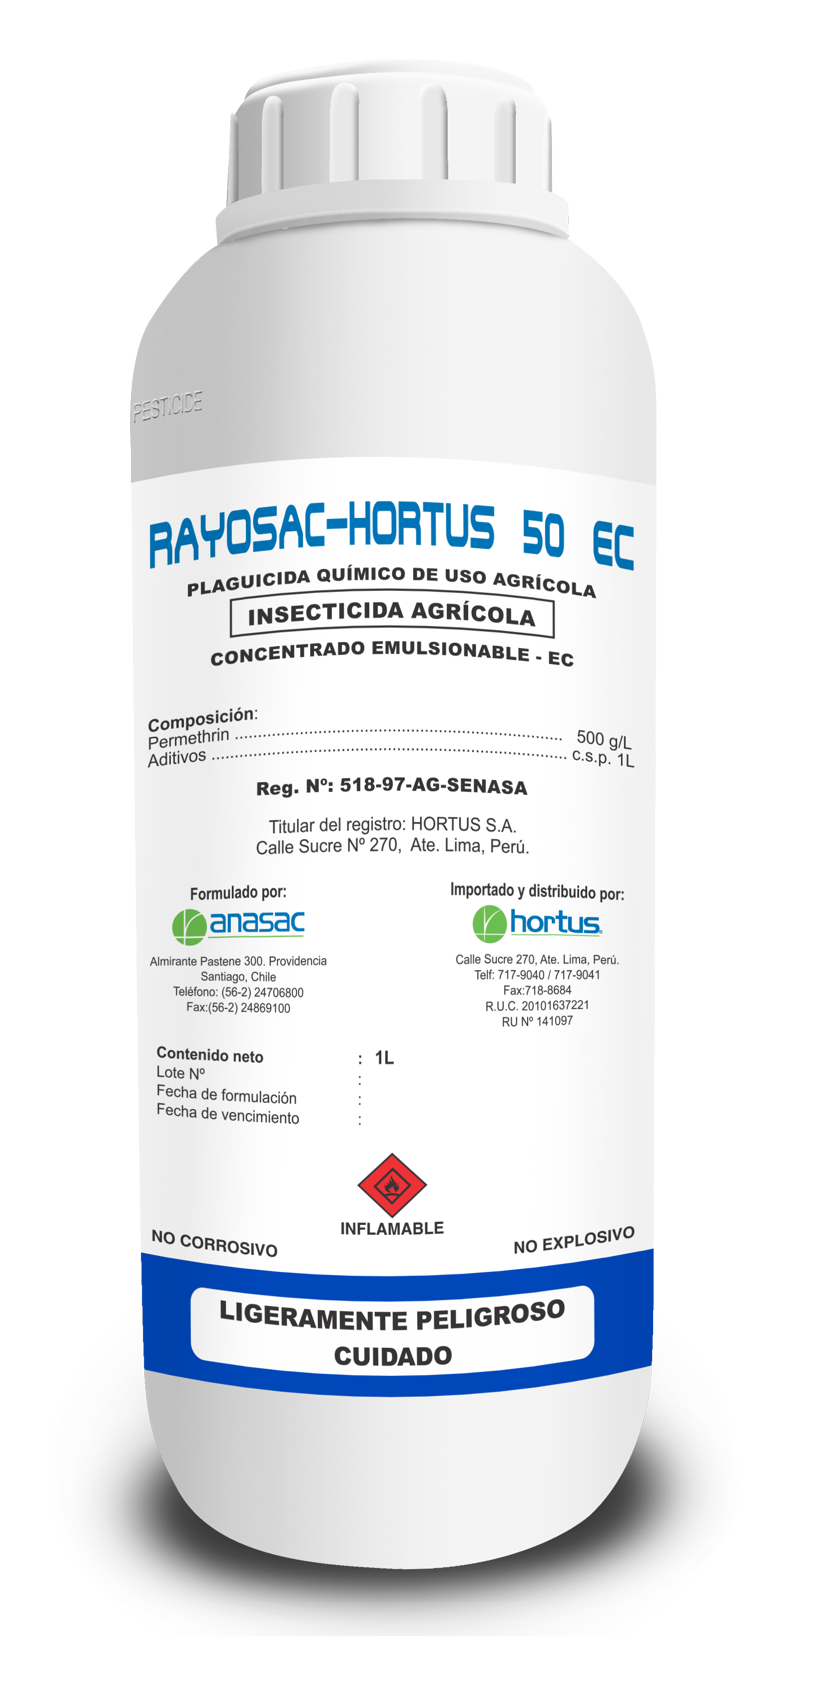 PESTICIDE
RAYOSAC-HORTUS 50 EC
PLAGUICIDA QUÍMICO DE USO AGRÍCOLA
INSECTICIDA AGRÍCOLA
CONCENTRADO EMULSIONABLE - EC
Composición:
Permethrin ............................................................... 500 g/L
Aditivos .................................................................... c.s.p. 1L
Reg. Nº: 518-97-AG-SENASA
Titular del registro: HORTUS S.A.
Calle Sucre Nº 270, Ate. Lima, Perú.
Formulado por:
anasac
Almirante Pastene 300. Providencia
Santiago, Chile
Teléfono: (56-2) 24706800
Fax:(56-2) 24869100
Importado y distribuido por:
hortus®
Calle Sucre 270, Ate. Lima, Perú.
Telf: 717-9040 / 717-9041
Fax:718-8684
R.U.C. 20101637221
RU Nº 141097
Contenido neto : 1L
Lote Nº :
Fecha de formulación :
Fecha de vencimiento :
INFLAMABLE
NO CORROSIVO
NO EXPLOSIVO
LIGERAMENTE PELIGROSO
CUIDADO